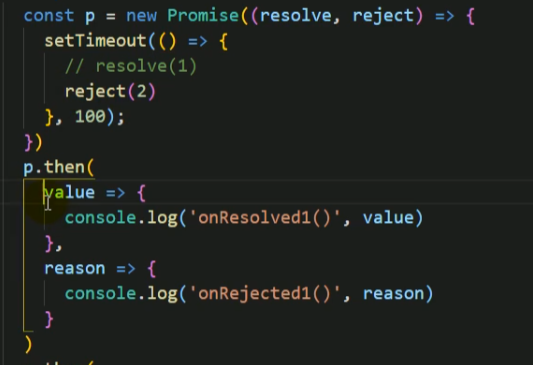 const p = new Promise((resolve, reject) => {
  setTimeout(() => {
    // resolve(1)
    reject(2)
  }, 100);
})
p.then(
  value => {
    console.log('onResolved1()', value)
  },
  reason => {
    console.log('onRejected1()', reason)
  }
)